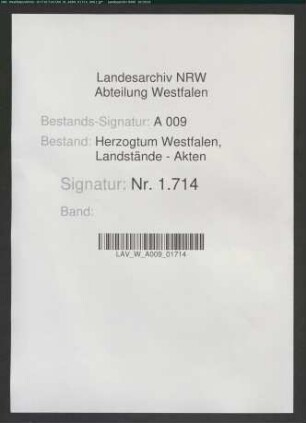 Landesarchiv NRW
Abteilung Westfalen
Bestands-Signatur: A 009
Bestand: Herzogtum Westfalen,
Landstände - Akten
Signatur: Nr. 1.714
Band:
LAV_W_A009_01714